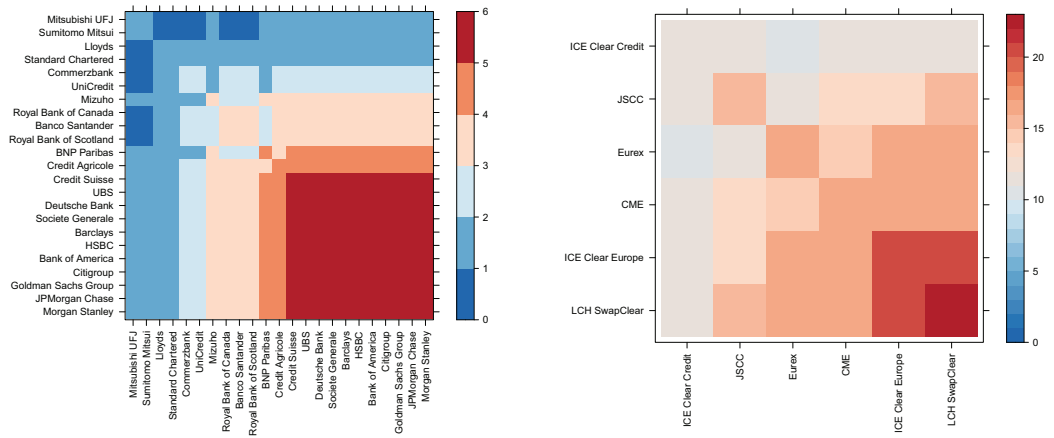 Mitsubishi UFJ
Sumitomo Mitsui
Lloyds
Standard Chartered
Commerzbank
UniCredit
Mizuho
Royal Bank of Canada
Banco Santander
Royal Bank of Scotland
BNP Paribas
Credit Agricole
Credit Suisse
UBS
Deutsche Bank
Societe Generale
Barclays
HSBC
Bank of America
Citigroup
Goldman Sachs Group
JPMorgan Chase
Morgan Stanley
Mitsubishi UFJ
Sumitomo Mitsui
Lloyds
Standard Chartered
Commerzbank
UniCredit
Mizuho
Royal Bank of Canada
Banco Santander
Royal Bank of Scotland
BNP Paribas
Credit Agricole
Credit Suisse
UBS
Deutsche Bank
Societe Generale
Barclays
HSBC
Bank of America
Citigroup
Goldman Sachs Group
JPMorgan Chase
Morgan Stanley
6
5
4
3
2
1
0
ICE Clear Credit
JSCC
Eurex
CME
ICE Clear Europe
LCH SwapClear
ICE Clear Credit
JSCC
Eurex
CME
ICE Clear Europe
LCH SwapClear
20
15
10
5
0